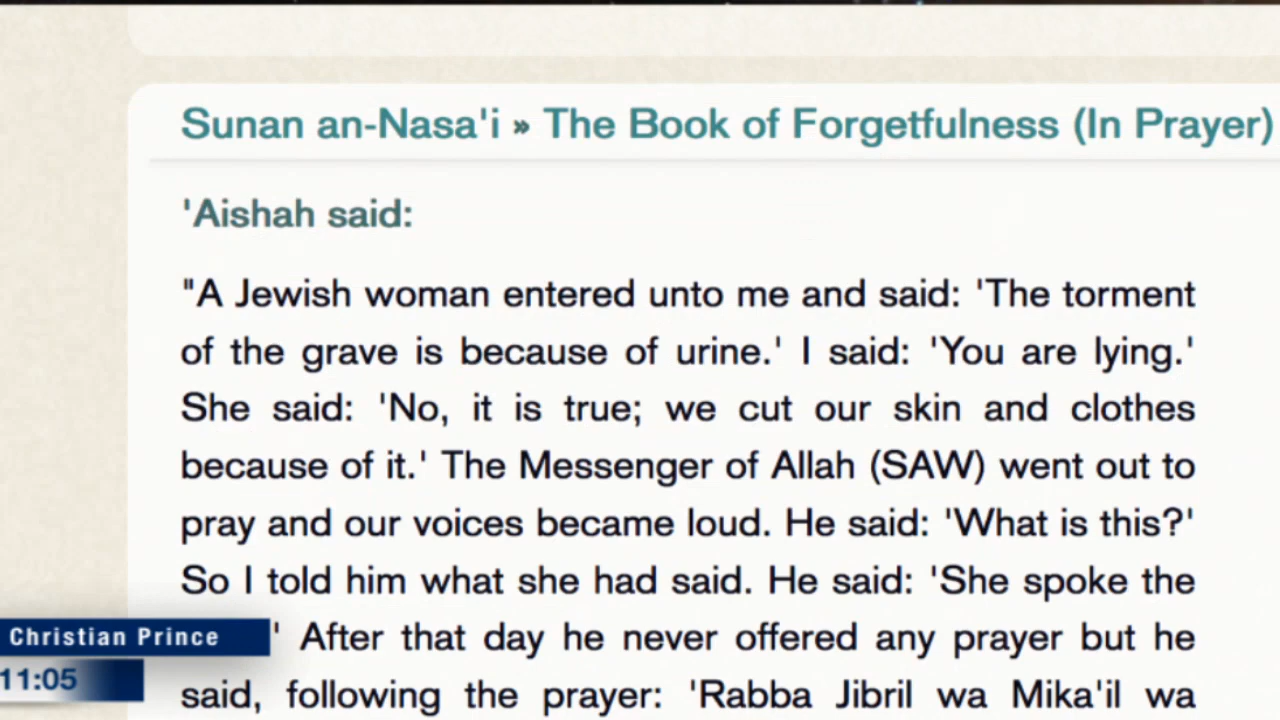 Sunan an-Nasa'i » The Book of Forgetfulness (In Prayer)
'Aishah said:
"A Jewish woman entered unto me and said: 'The torment
of the grave is because of urine.' I said: 'You are lying.'
She said: 'No, it is true; we cut our skin and clothes
because of it.' The Messenger of Allah (SAW) went out to
pray and our voices became loud. He said: 'What is this?'
So I told him what she had said. He said: 'She spoke the
' After that day he never offered any prayer but he
said, following the prayer: 'Rabba Jibril wa Mika'il wa
Christian Prince
11:05